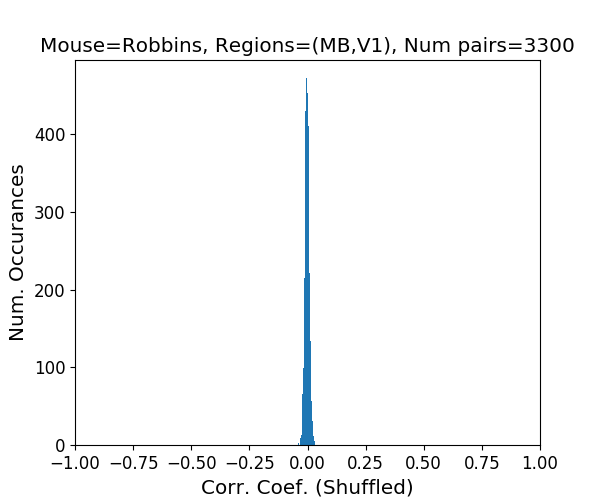 Mouse=Robbins, Regions=(MB,V1), Num pairs=3300
400
300
200
100
0
Num. Occurances
−1.00 −0.75 −0.50 −0.25 0.00 0.25 0.50 0.75 1.00
Corr. Coef. (Shuffled)